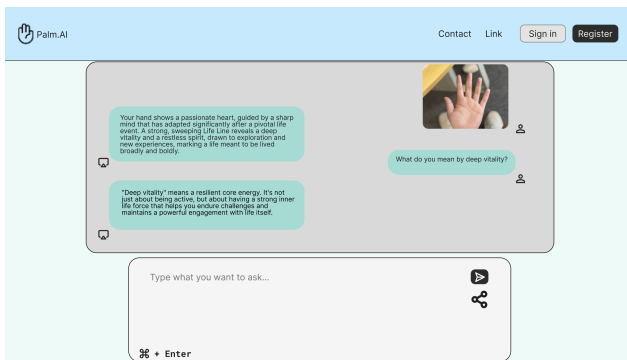 Palm.AI
Contact
Link
Sign in
Register
Your hand shows a passionate heart, guided by a sharp
mind that has adapted significantly after a pivotal life
event. A strong, sweeping Life Line reveals a deep
vitality and a restless spirit, drawn to exploration and
new experiences, marking a life meant to be lived
broadly and boldly.
What do you mean by deep vitality?
"Deep vitality" means a resilient core energy. It's not
just about being active, but about having a strong inner
life force that helps you endure challenges and
maintains a powerful engagement with life itself.
Type what you want to ask...
⌘ + Enter